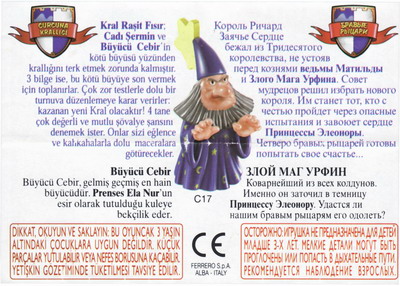 CURCUNA
KRALLIĞI
Kral Raşit Fısır
Cadı Şermin ve
Büyücü Cebir'in
kötü büyüsü yüzünden
krallığını terk etmek zorunda kalmıştır.
3 bilge ise, bu kötü büyüye son vermek
için toplanırlar. Çok zor testlerle dolu bir
turnuva düzenlemeye karar verirler:
kazanan yeni Kral olacaktır! 4 tane
çok değerli ve mutlu şövalye şansını
denemek ister. Onlar sizi eğlence
ve kahkahalarla dolu maceralara
götürecekler.
Büyücü Cebir
Büyücü Cebir, gelmiş geçmiş en hain
büyücüdür. Prenses Ela Nur'un
esir olarak tutulduğu kuleye
bekçilik eder.
БРАВЫЕ
РЫЦАРИ
Король Ричард
Заячье Сердце
бежал из Тридесятого
королевства, не устояв
перед кознями ведьмы Матильды
и Злого Мага Урфина. Совет
мудрецов решил избрать нового
короля. Им станет тот, кто с
честью пройдет через опасные
испытания и завоюет сердце
Принцессы Элеоноры.
Четверо бравых рыцарей готовы
попытать свое счастье...
ЗЛОЙ МАГ УРФИН
Коварнейший из всех колдунов.
Именно он заточил в темницу
Принцессу Элеонору. Удастся ли
нашим бравым рыцарям его одолеть?
C17
DİKKAT, OKUYUN VE SAKLAYIN: BU OYUNCAK 3 YAŞIN
ALTINDAKİ ÇOCUKLARA UYGUN DEĞİLDİR. KÜÇÜK
PARÇALAR YUTULABİLİR VEYA NEFES BORUSUNA KAÇABİLİR.
YETİŞKİN GÖZETİMİNDE TÜKETİLMESİ TAVSİYE EDİLİR.
CE
FERRERO S.p.A.
ALBA - ITALY
ОСТОРОЖНО! ИГРУШКА НЕ ПРЕДНАЗНАЧЕНА ДЛЯ ДЕТЕЙ
МЛАДШЕ 3-Х ЛЕТ. МЕЛКИЕ ДЕТАЛИ МОГУТ БЫТЬ
ПРОГЛОЧЕНЫ ИЛИ ПОПАСТЬ В ДЫХАТЕЛЬНЫЕ ПУТИ.
РЕКОМЕНДУЕТСЯ НАБЛЮДЕНИЕ ВЗРОСЛЫХ.